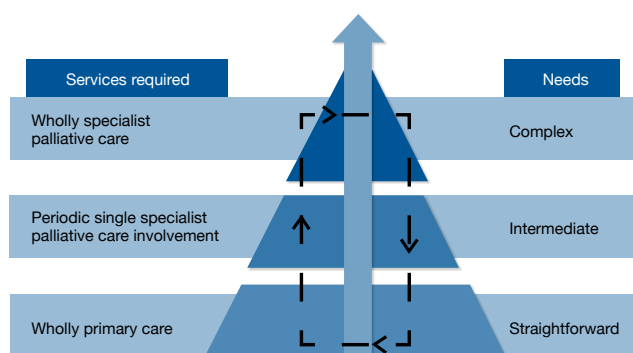 Services required
Needs
Wholly specialist
palliative care
Complex
Periodic single specialist
palliative care involvement
Intermediate
Wholly primary care
Straightforward